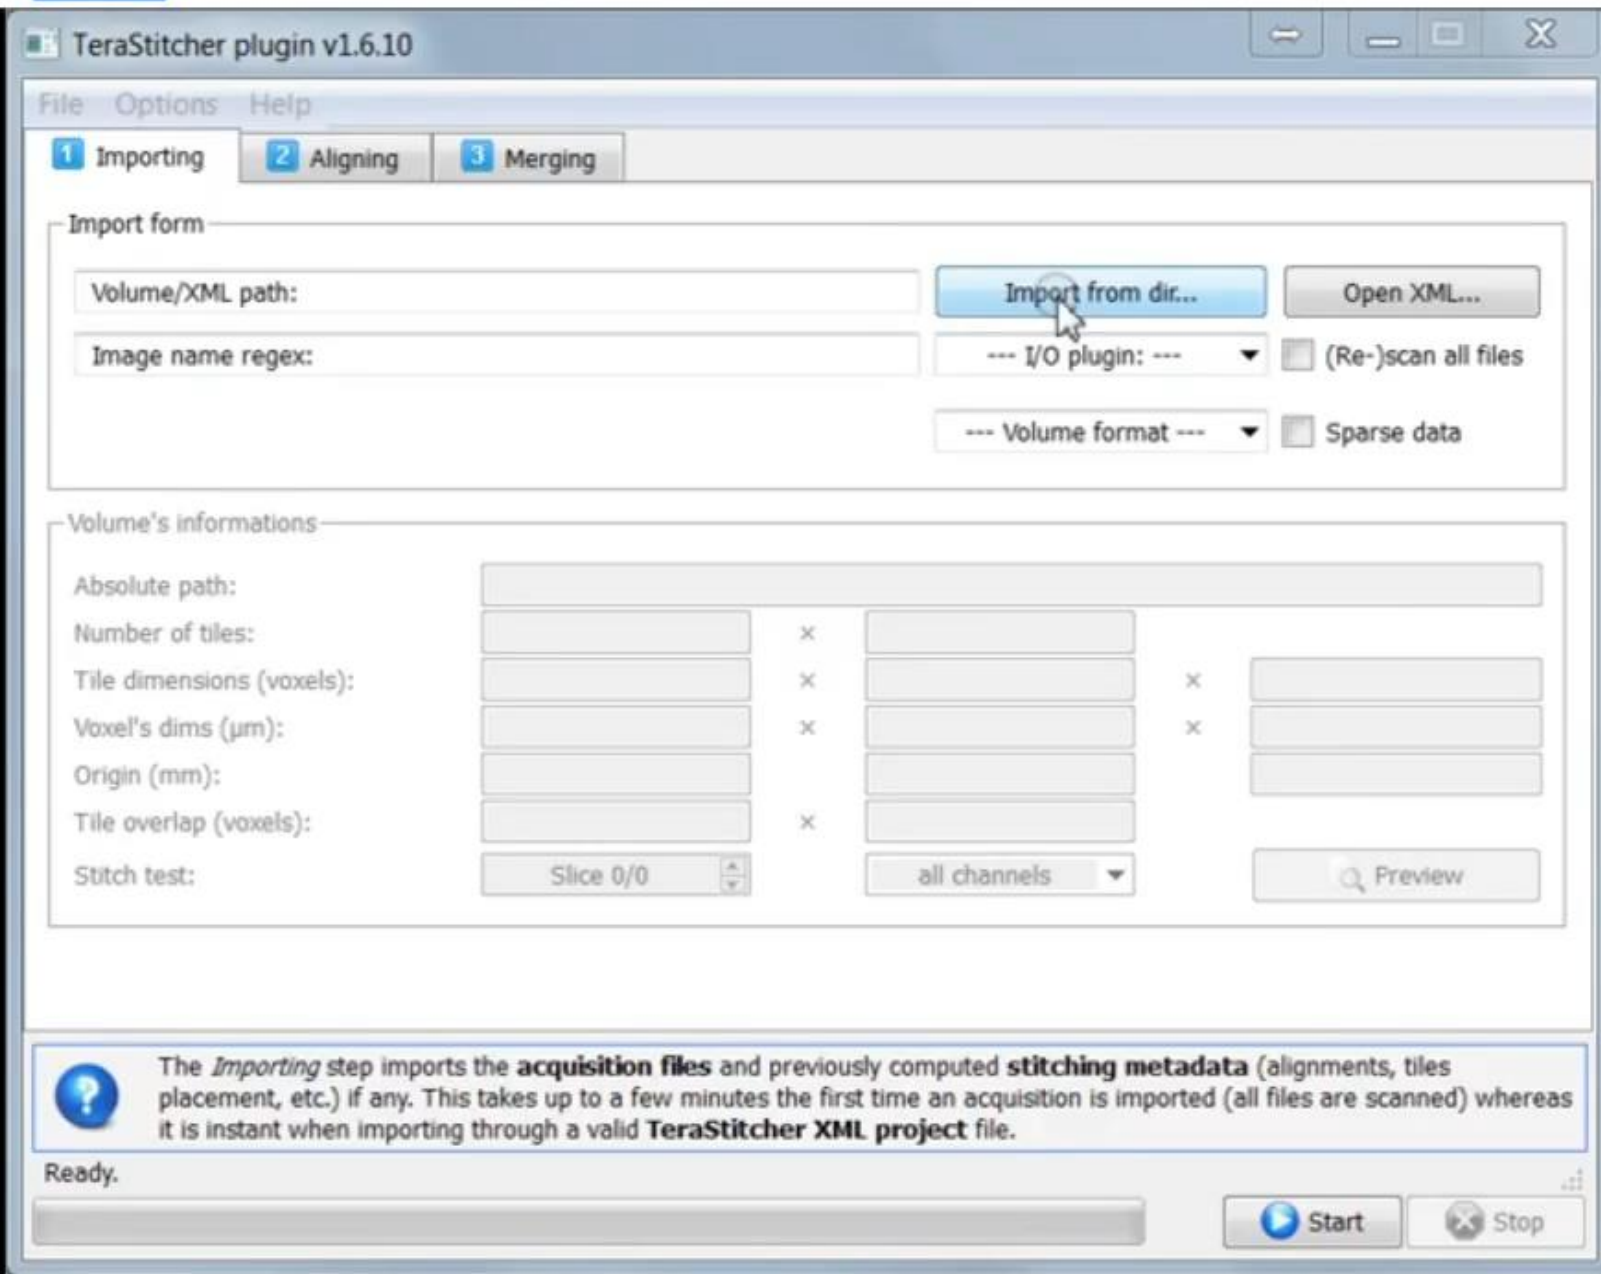 TeraStitcher plugin v1.6.10
File Options Help
1 Importing 2 Aligning 3 Merging
Import form
Volume/XML path: Import from dir... Open XML...
Image name regex: --- I/O plugin: --- (Re-)scan all files
--- Volume format --- Sparse data
Volume's informations
Absolute path:
Number of tiles: ×
Tile dimensions (voxels): × ×
Voxel's dims (μm): × ×
Origin (mm):
Tile overlap (voxels): ×
Stitch test: Slice 0/0 all channels Preview
The Importing step imports the acquisition files and previously computed stitching metadata (alignments, tiles
placement, etc.) if any. This takes up to a few minutes the first time an acquisition is imported (all files are scanned) whereas
it is instant when importing through a valid TeraStitcher XML project file.
Ready.
Start Stop